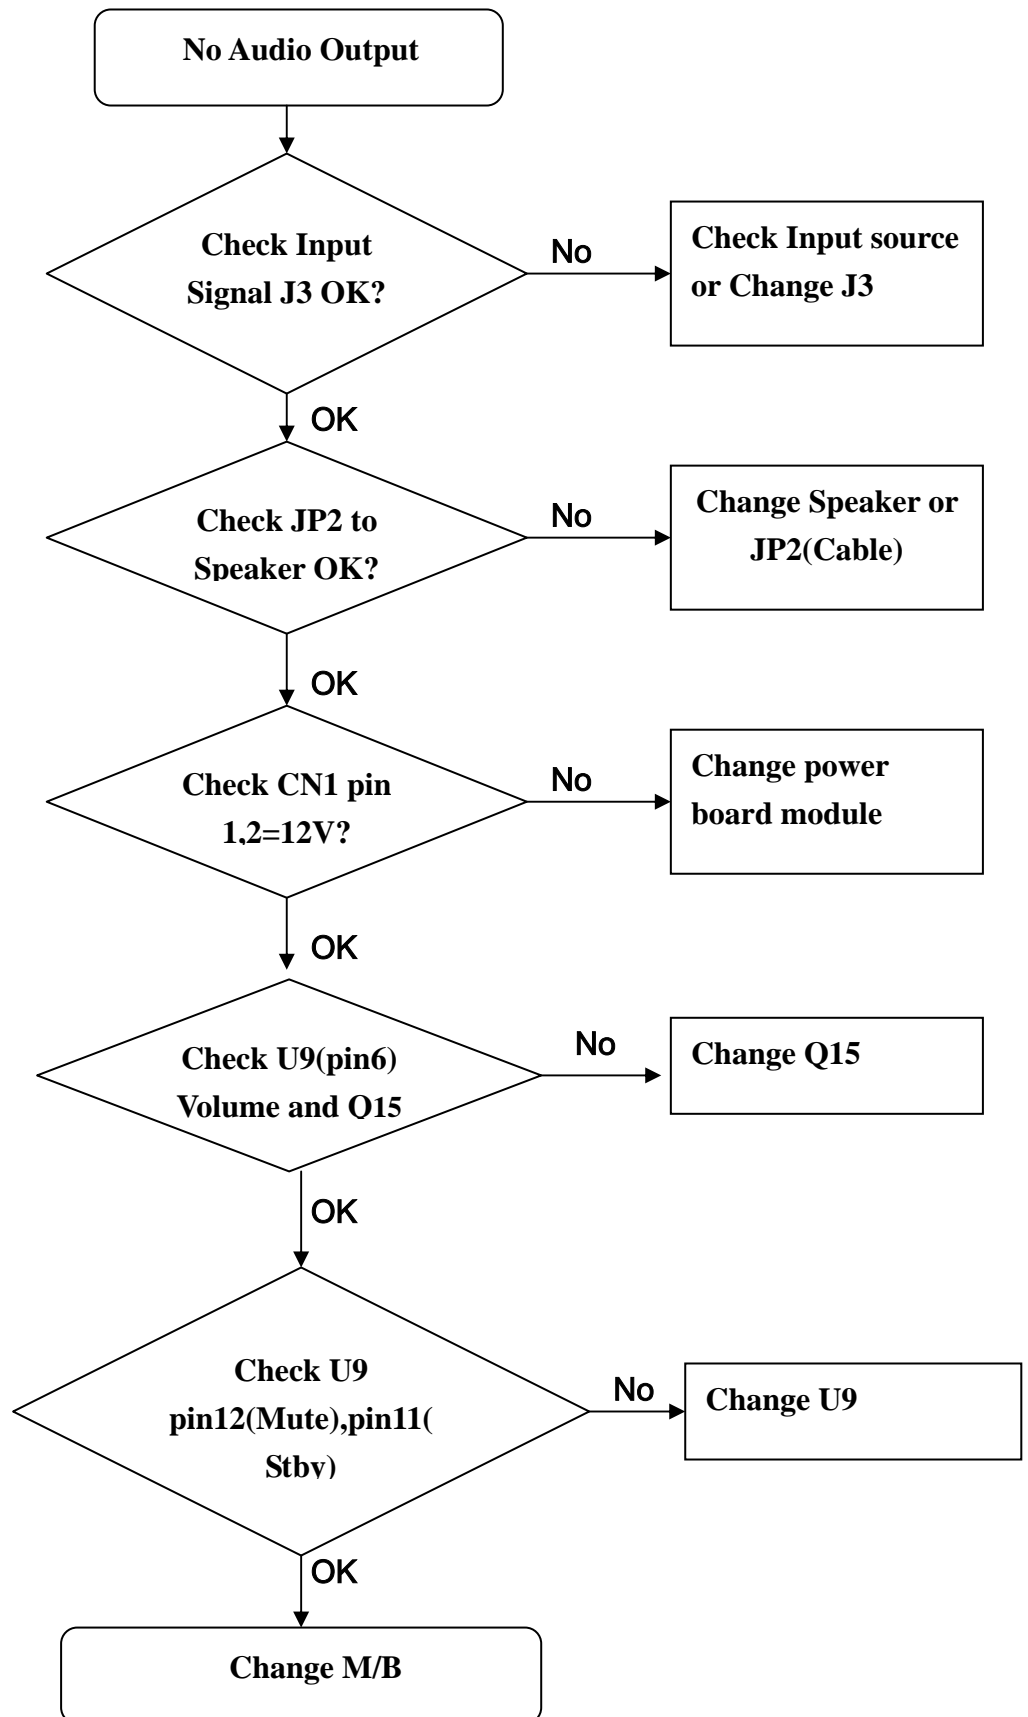 No Audio Output
Check Input
Signal J3 OK?
No
Check Input source
or Change J3
OK
Check JP2 to
Speaker OK?
No
Change Speaker or
JP2(Cable)
OK
Check CN1 pin
1,2=12V?
No
Change power
board module
OK
Check U9(pin6)
Volume and Q15
No
Change Q15
OK
Check U9
pin12(Mute),pin11(
Stby)
No
Change U9
OK
Change M/B